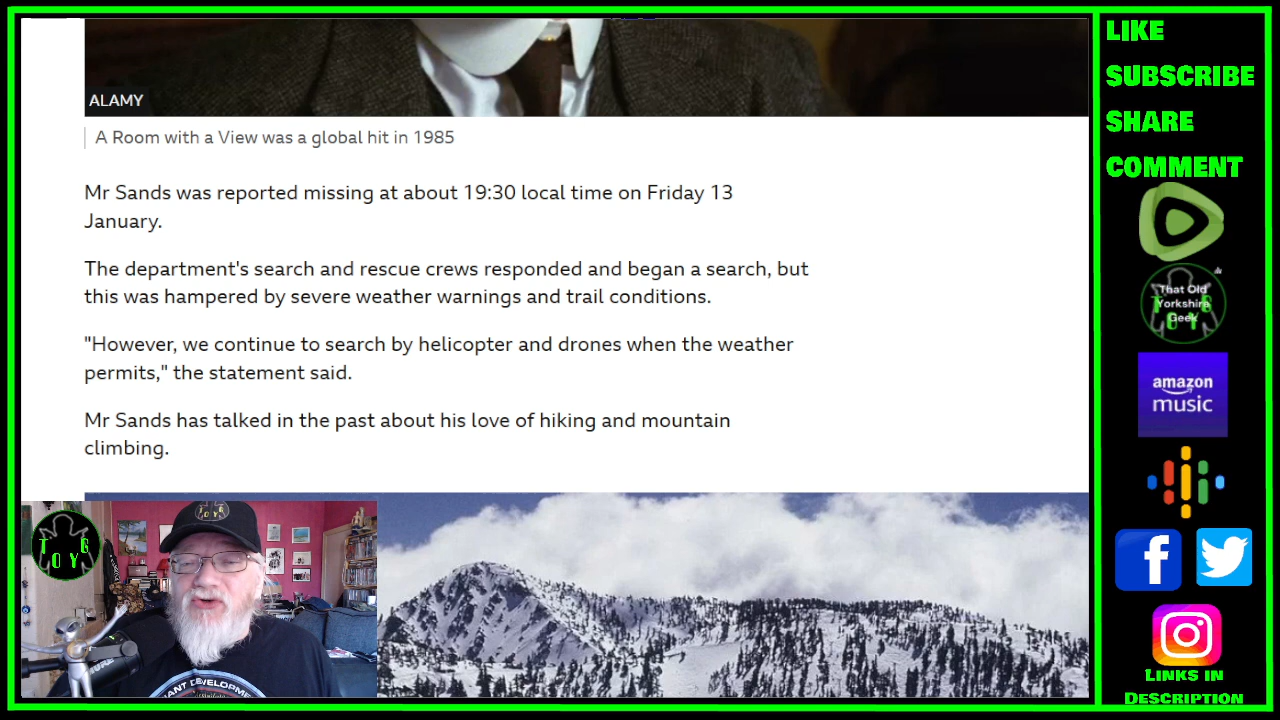 ALAMY
A Room with a View was a global hit in 1985
Mr Sands was reported missing at about 19:30 local time on Friday 13
January.
The department's search and rescue crews responded and began a search, but
this was hampered by severe weather warnings and trail conditions.
"However, we continue to search by helicopter and drones when the weather
permits," the statement said.
Mr Sands has talked in the past about his love of hiking and mountain
climbing.
LIKE
SUBSCRIBE
SHARE
COMMENT
That Old
Yorkshire
Geek
amazon
music
LINKS IN
DESCRIPTION
T G
O Y